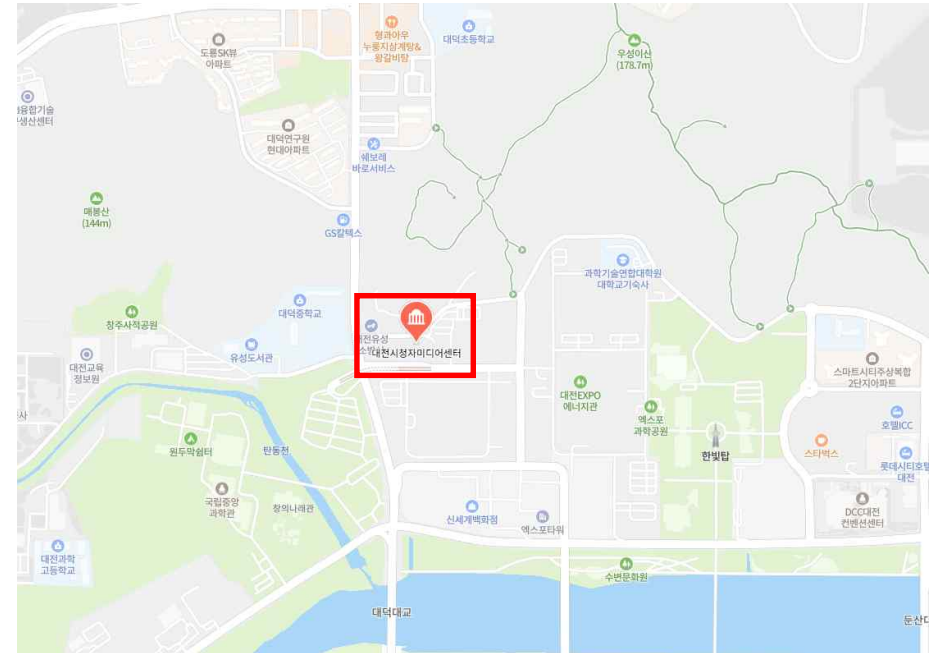 형과아우
누룽지삼계탕&
왕갈비탕
대덕초등학교
도룡SK뷰
아파트
우성이산
(178.7m)
융합기술
생산센터
대덕연구원
현대아파트
쉐보레
바로서비스
매봉산
(144m)
GS칼텍스
과학기술연합대학원
대학교기숙사
창주사적공원
대덕중학교
유성도서관
대전교육
정보원
대전시청자미디어센터
스마트시티주상복합
2단지아파트
대전EXPO
에너지관
엑스포
과학공원
호텔ICC
한빛탑
스타벅스
롯데시티호텔
대전
원두막쉼터
탄동천
국립중앙
과학관
창의나래관
신세계백화점
엑스포타워
DCC대전
컨벤션센터
대전과학
고등학교
수변문화원
대덕대교
둔산대